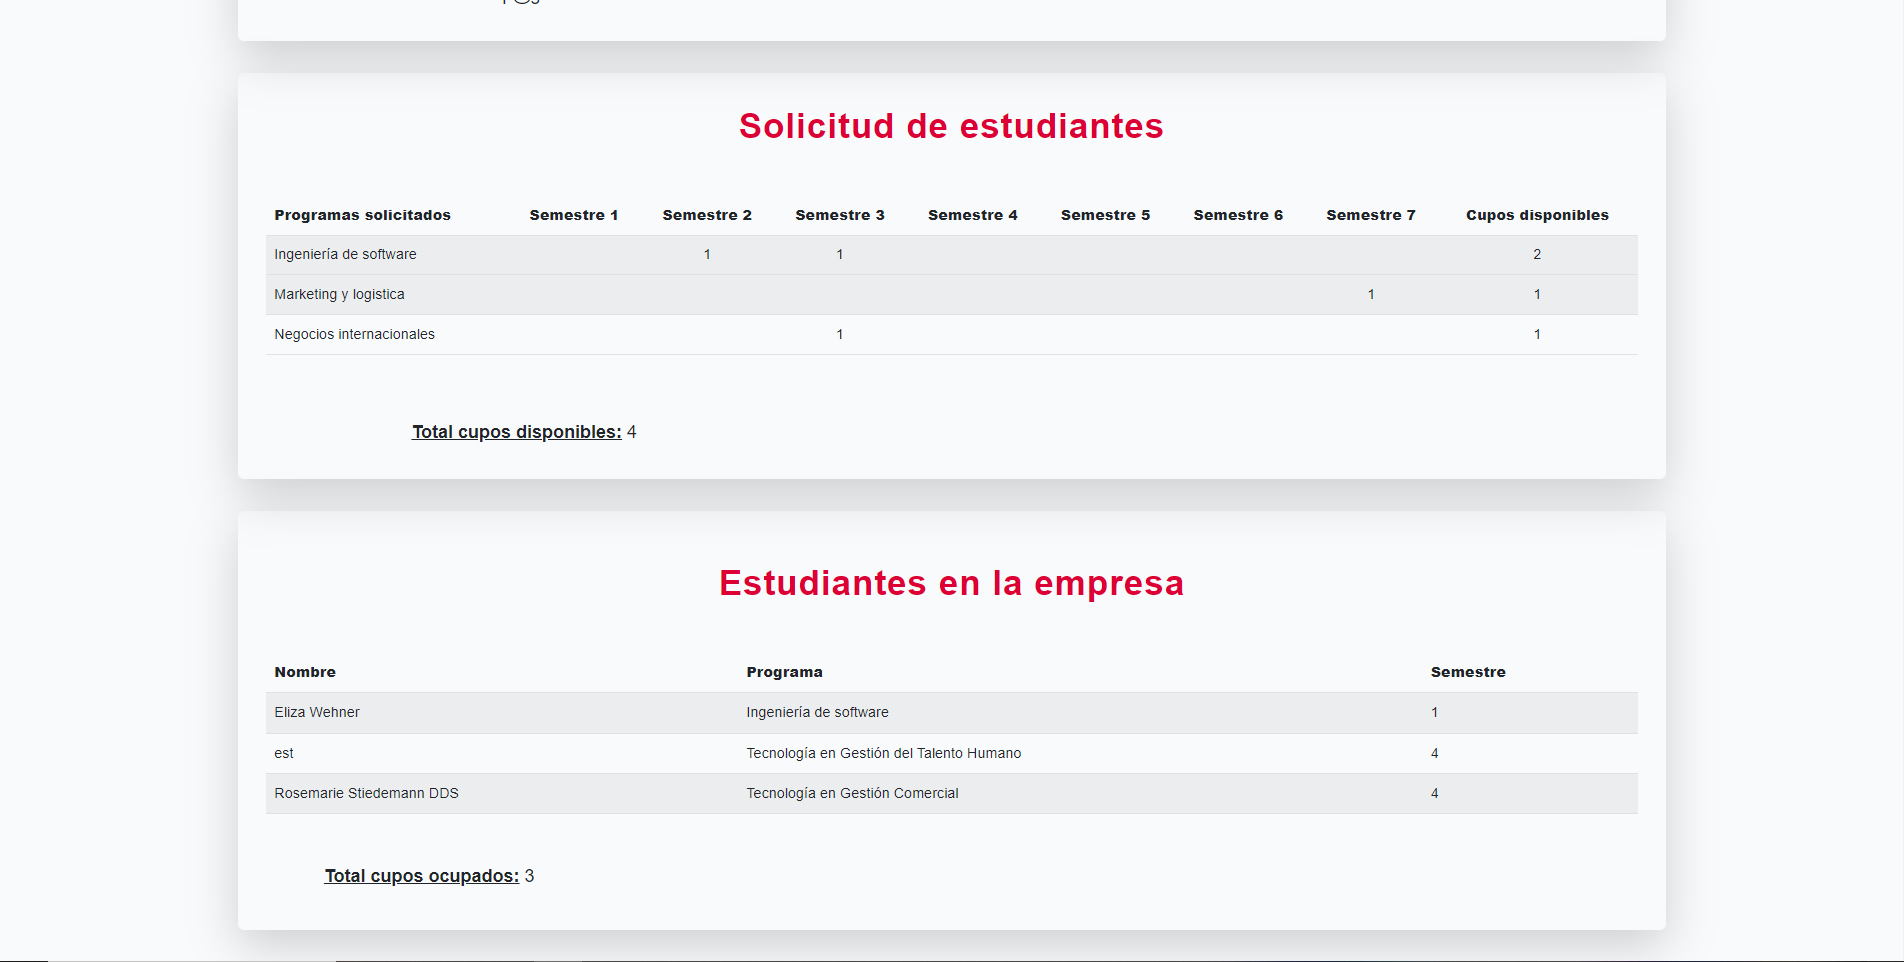 Solicitud de estudiantes
Programas solicitados Semestre 1 Semestre 2 Semestre 3 Semestre 4 Semestre 5 Semestre 6 Semestre 7 Cupos disponibles
Ingeniería de software 1 1 2
Marketing y logistica 1 1
Negocios internacionales 1 1
Total cupos disponibles: 4
Estudiantes en la empresa
Nombre Programa Semestre
Eliza Wehner Ingeniería de software 1
est Tecnología en Gestión del Talento Humano 4
Rosemarie Stiedemann DDS Tecnología en Gestión Comercial 4
Total cupos ocupados: 3